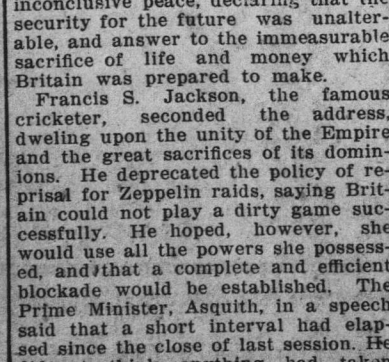 inconclusive peace, declaring that the
security for the future was unalter-
able, and answer to the immeasurable
sacrifice of life and money which
Britain was prepared to make.
Francis S. Jackson, the famous
cricketer, seconded the address,
dweling upon the unity of the Empire
and the great sacrifices of its domin-
ions. He deprecated the policy of re-
prisal for Zeppelin raids, saying Brit-
ain could not play a dirty game suc-
cessfully. He hoped, however, she
would use all the powers she possess-
ed, and that a complete and efficient
blockade would be established. The
Prime Minister, Asquith, in a speech
said that a short interval had elap-
sed since the close of last session. He